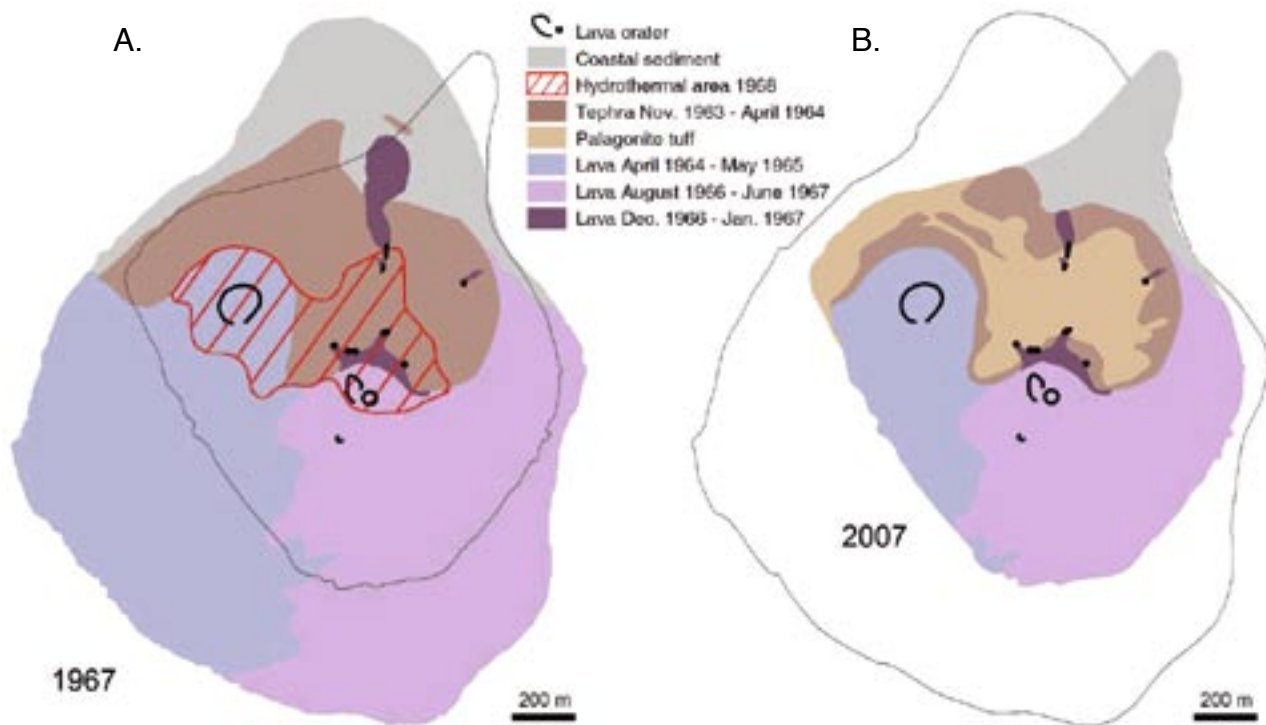 A.
Lava crater
Coastal sediment
Hydrothermal area 1968
Tephra Nov. 1963 - April 1964
Palagonite tuff
Lava April 1964 - May 1965
Lava August 1966 - June 1967
Lava Dec. 1966 - Jan. 1967
B.
1967
200 m
2007
200 m